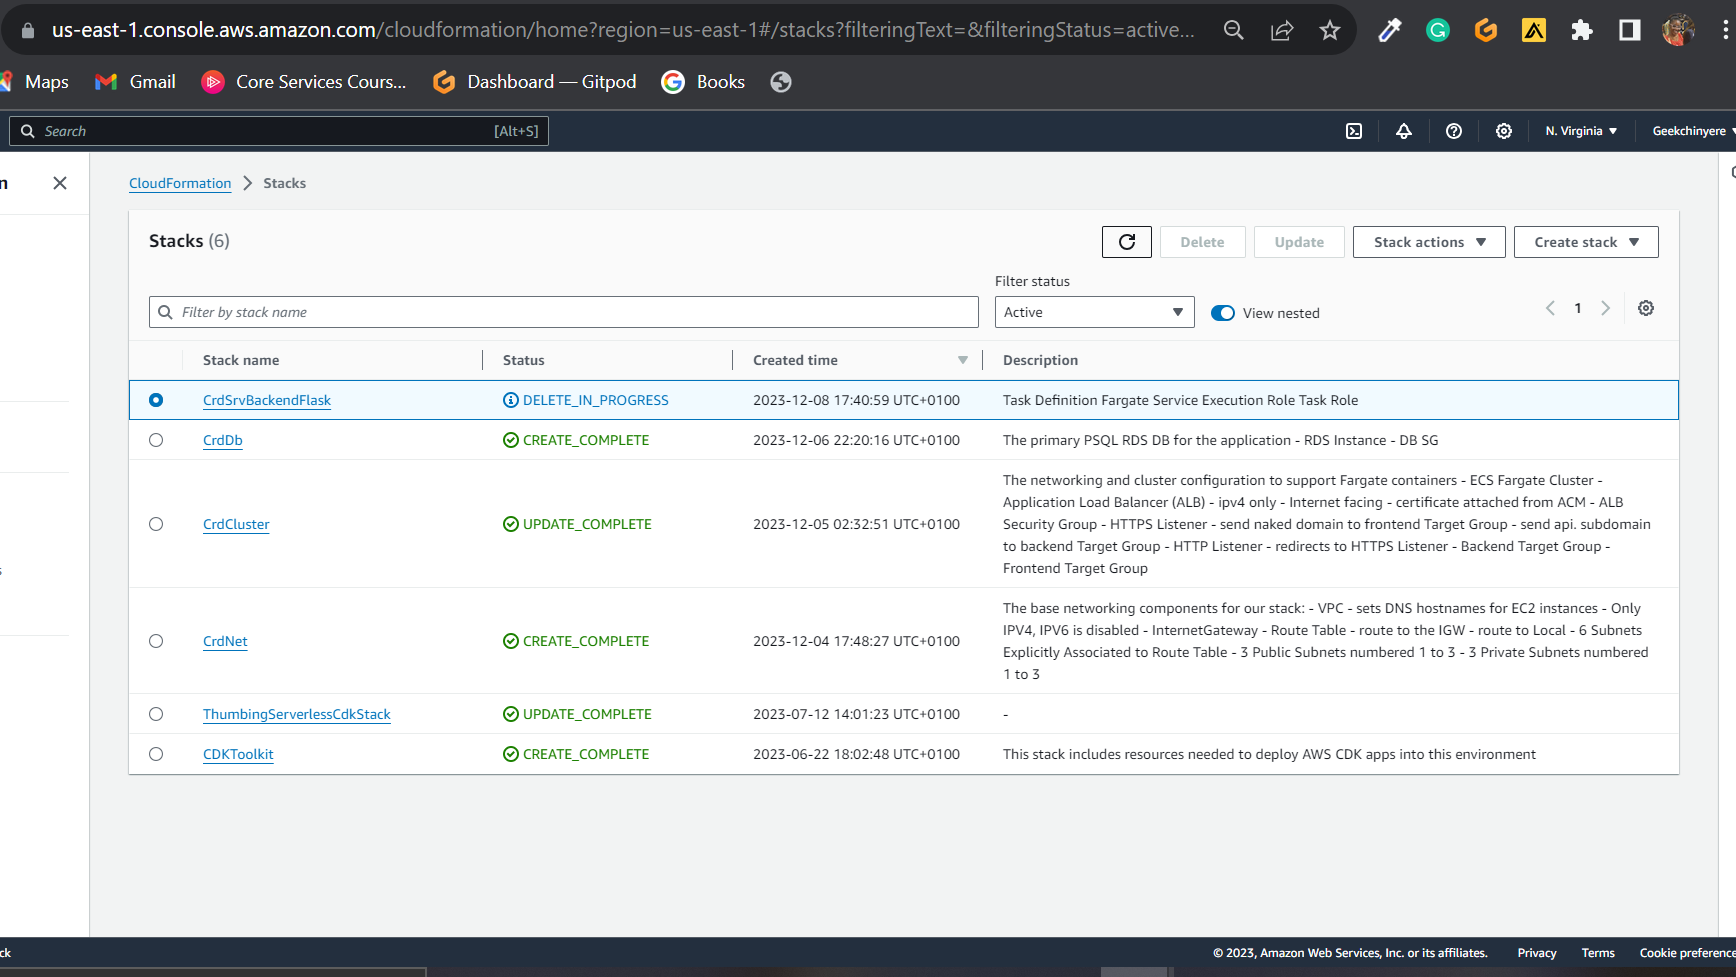 us-east-1.console.aws.amazon.com/cloudformation/home?region=us-east-1#/stacks?filteringText=&filteringStatus=active...
Maps Gmail Core Services Cours... Dashboard — Gitpod Books
Search [Alt+S] N. Virginia ▼ Geekchinyere
n CloudFormation > Stacks
Stacks (6) Delete Update Stack actions ▼ Create stack ▼
Filter status
Filter by stack name Active ▼ View nested 1
Stack name Status Created time Description
CrdSrvBackendFlask DELETE_IN_PROGRESS 2023-12-08 17:40:59 UTC+0100 Task Definition Fargate Service Execution Role Task Role
CrdDb CREATE_COMPLETE 2023-12-06 22:20:16 UTC+0100 The primary PSQL RDS DB for the application - RDS Instance - DB SG
The networking and cluster configuration to support Fargate containers - ECS Fargate Cluster -
Application Load Balancer (ALB) - ipv4 only - Internet facing - certificate attached from ACM - ALB
CrdCluster UPDATE_COMPLETE 2023-12-05 02:32:51 UTC+0100 Security Group - HTTPS Listener - send naked domain to frontend Target Group - send api. subdomain
to backend Target Group - HTTP Listener - redirects to HTTPS Listener - Backend Target Group -
Frontend Target Group
The base networking components for our stack: - VPC - sets DNS hostnames for EC2 instances - Only
CrdNet CREATE_COMPLETE 2023-12-04 17:48:27 UTC+0100 IPV4, IPV6 is disabled - InternetGateway - Route Table - route to the IGW - route to Local - 6 Subnets
Explicitly Associated to Route Table - 3 Public Subnets numbered 1 to 3 - 3 Private Subnets numbered
1 to 3
ThumbingServerlessCdkStack UPDATE_COMPLETE 2023-07-12 14:01:23 UTC+0100 -
CDKToolkit CREATE_COMPLETE 2023-06-22 18:02:48 UTC+0100 This stack includes resources needed to deploy AWS CDK apps into this environment
ck © 2023, Amazon Web Services, Inc. or its affiliates. Privacy Terms Cookie preference